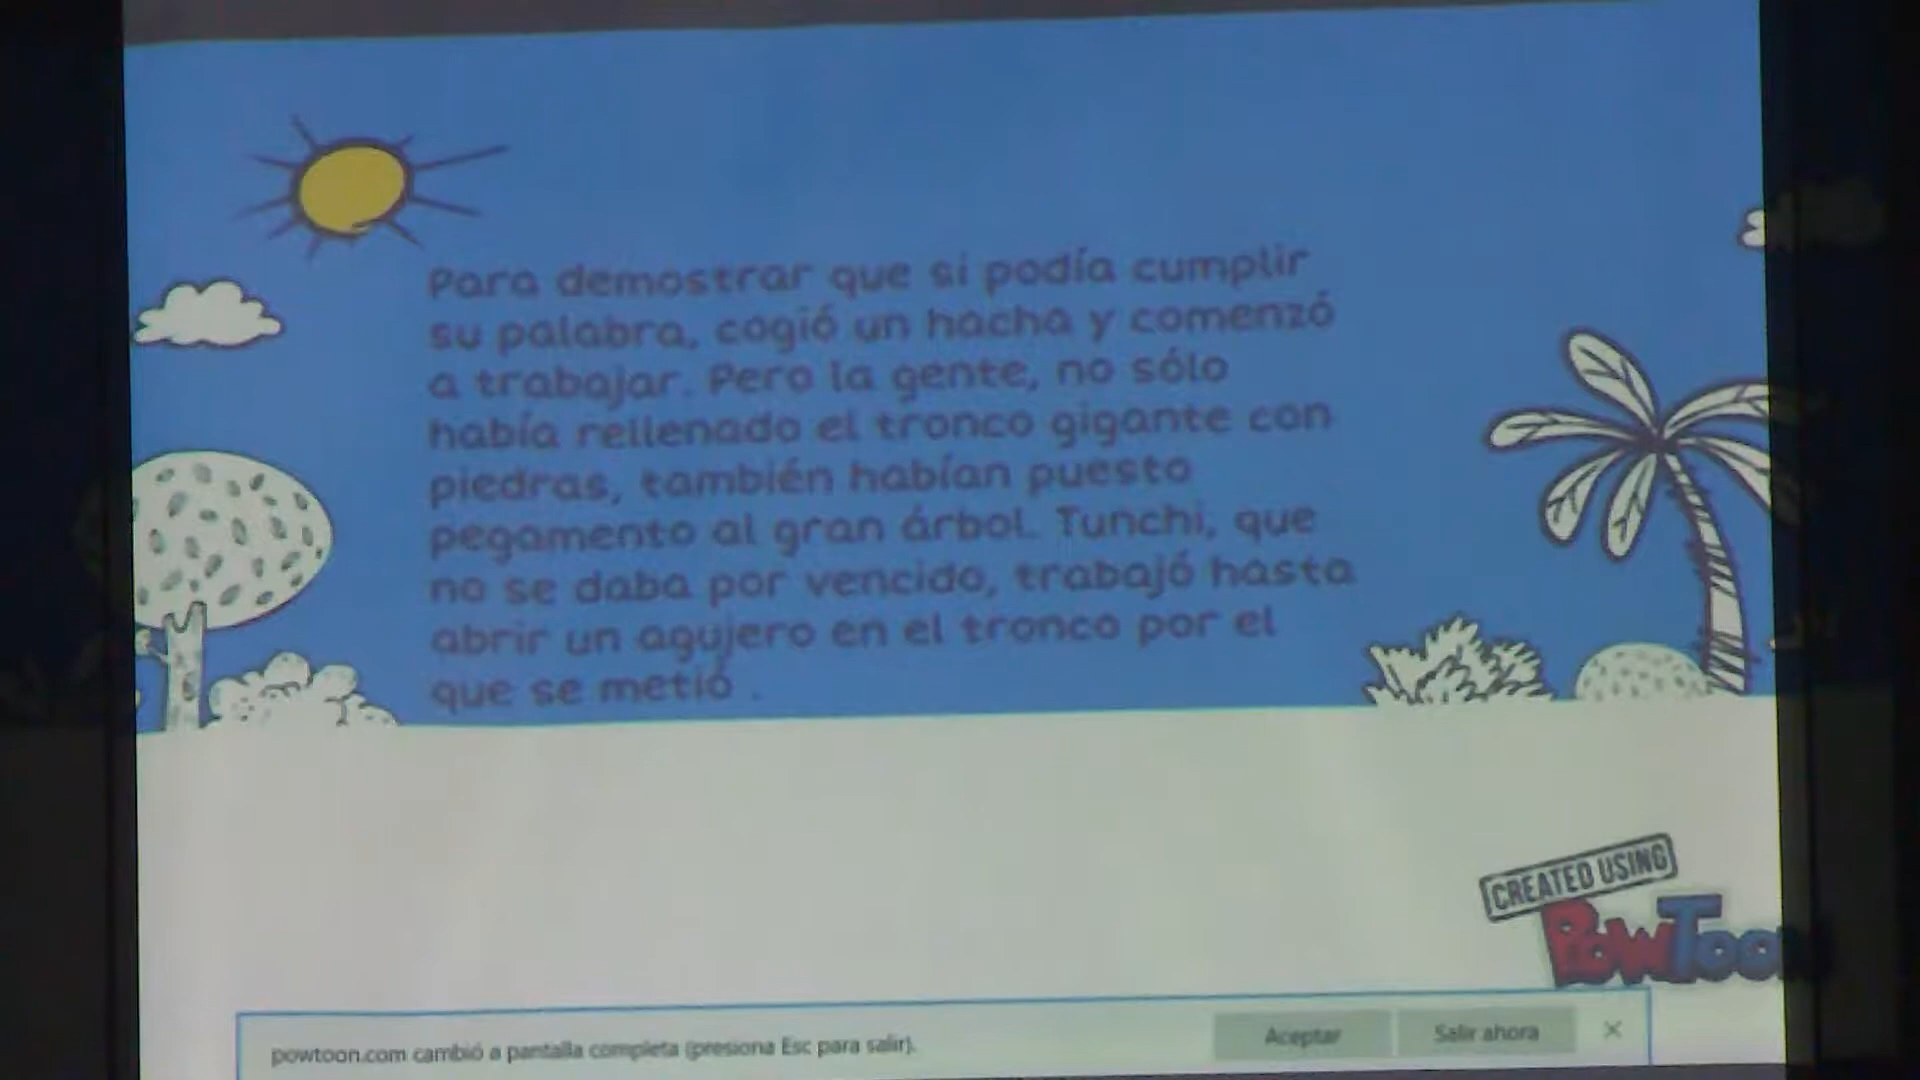 Para demostrar que si podía cumplir
su palabra, cogió un hacha y comenzó
a trabajar. Pero la gente, no sólo
había rellenado el tronco gigante con
piedras, también habían puesto
pegamento al gran árbol. Tunchi, que
no se daba por vencido, trabajó hasta
abrir un agujero en el tronco por el
que se metió .
CREATED USING
PowToon
powtoon.com cambió a pantalla completa (presiona Esc para salir).
Aceptar
Salir ahora